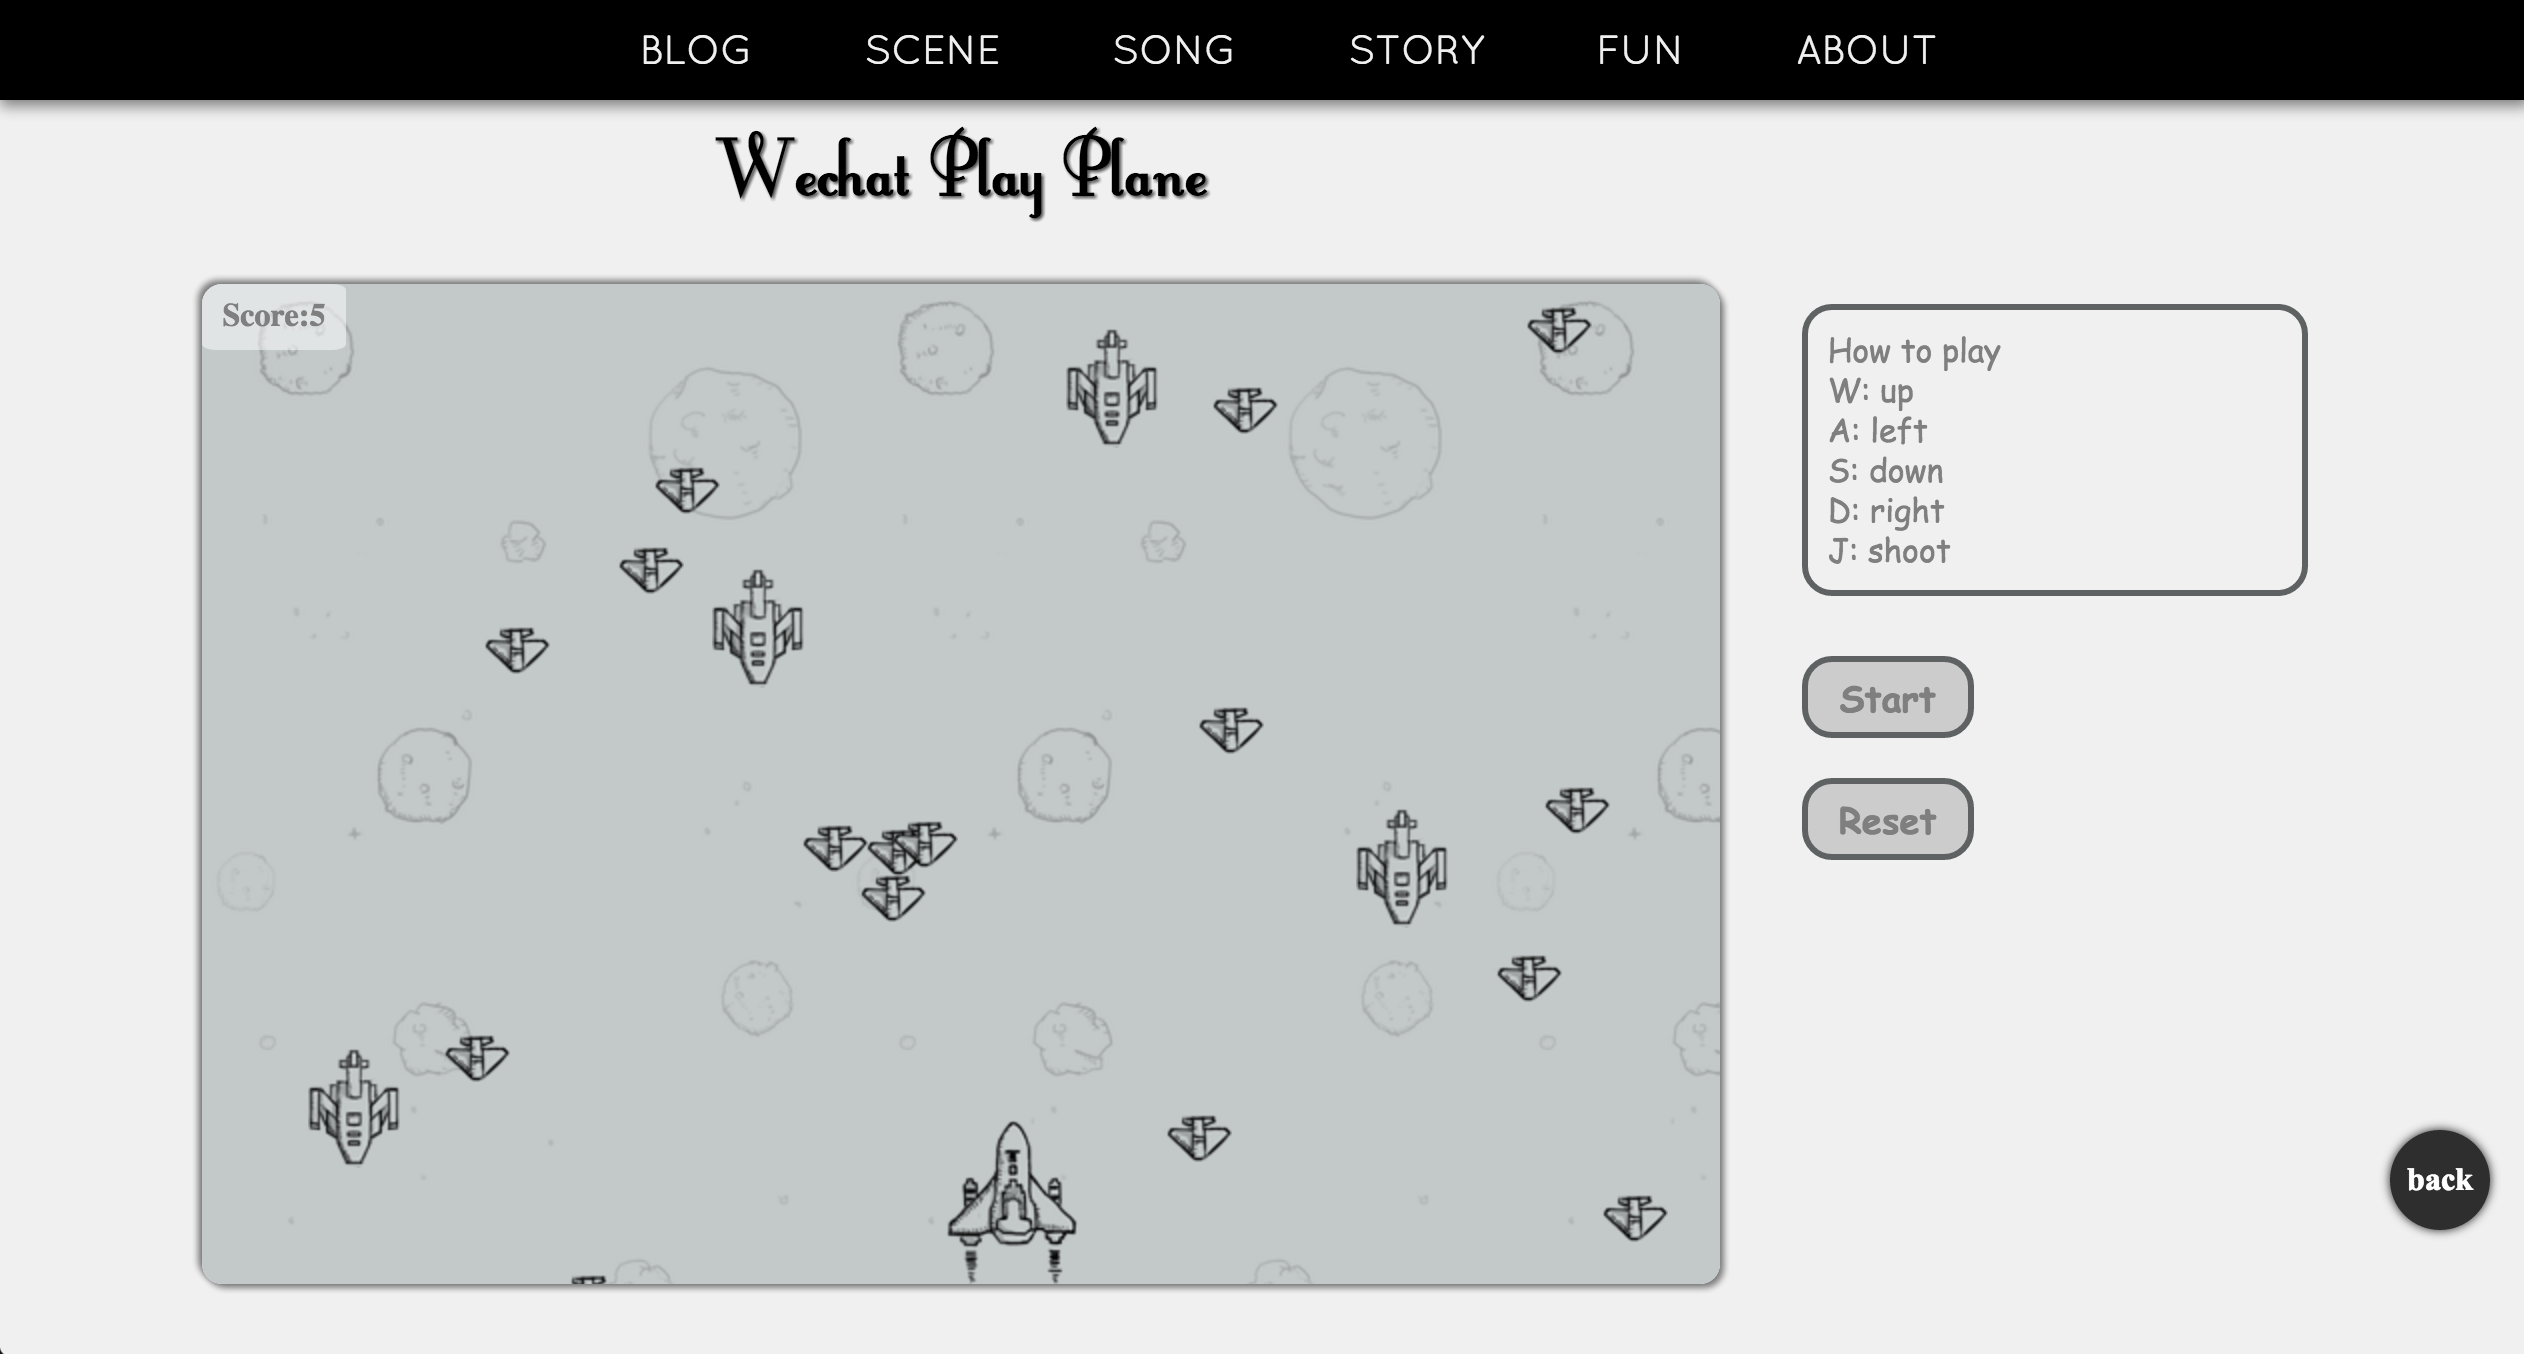 BLOG SCENE SONG STORY FUN ABOUT
Wechat Play Plane
Score:5
How to play
W: up
A: left
S: down
D: right
J: shoot
Start
Reset
back